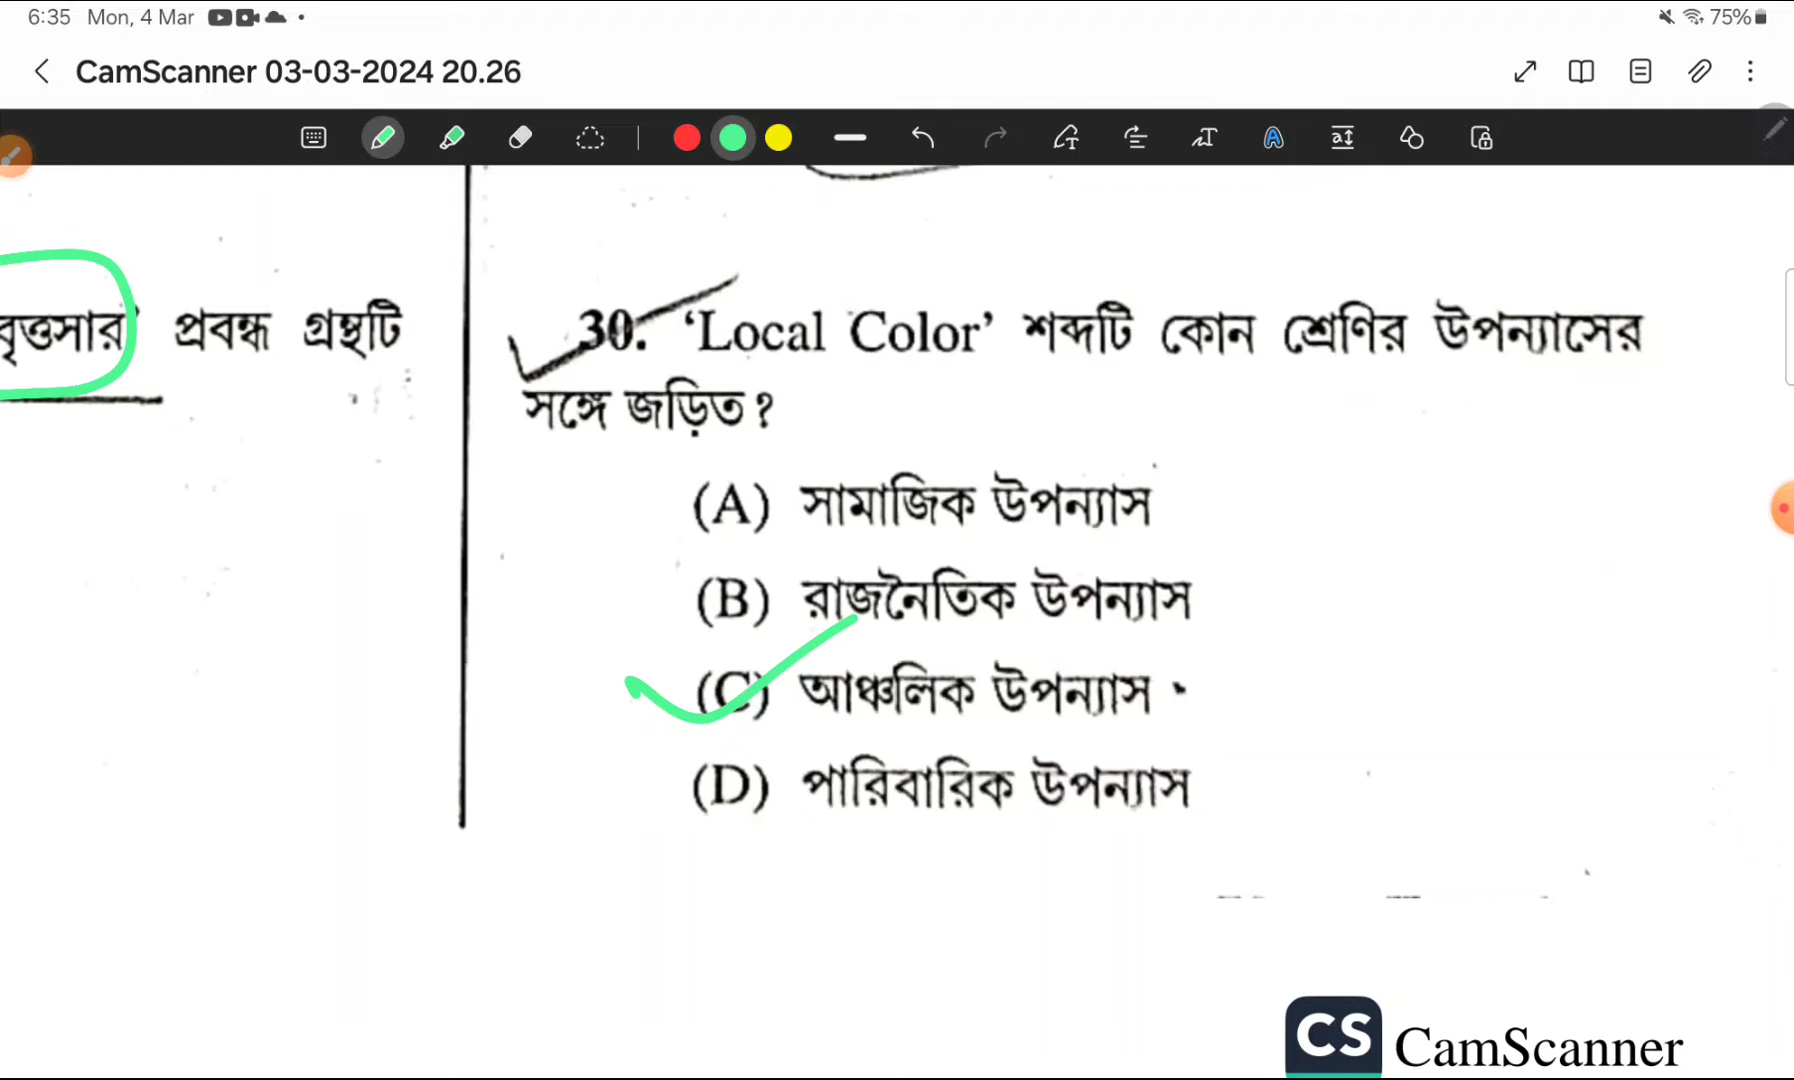 6:35 Mon, 4 Mar
75%
CamScanner 03-03-2024 20.26
বৃত্তসার' প্রবন্ধ গ্রন্থটি
30. ‘Local Color’ শব্দটি কোন শ্রেণির উপন্যাসের
সঙ্গে জড়িত?
(A) সামাজিক উপন্যাস
(B) রাজনৈতিক উপন্যাস
(C) আঞ্চলিক উপন্যাস
(D) পারিবারিক উপন্যাস
CS CamScanner